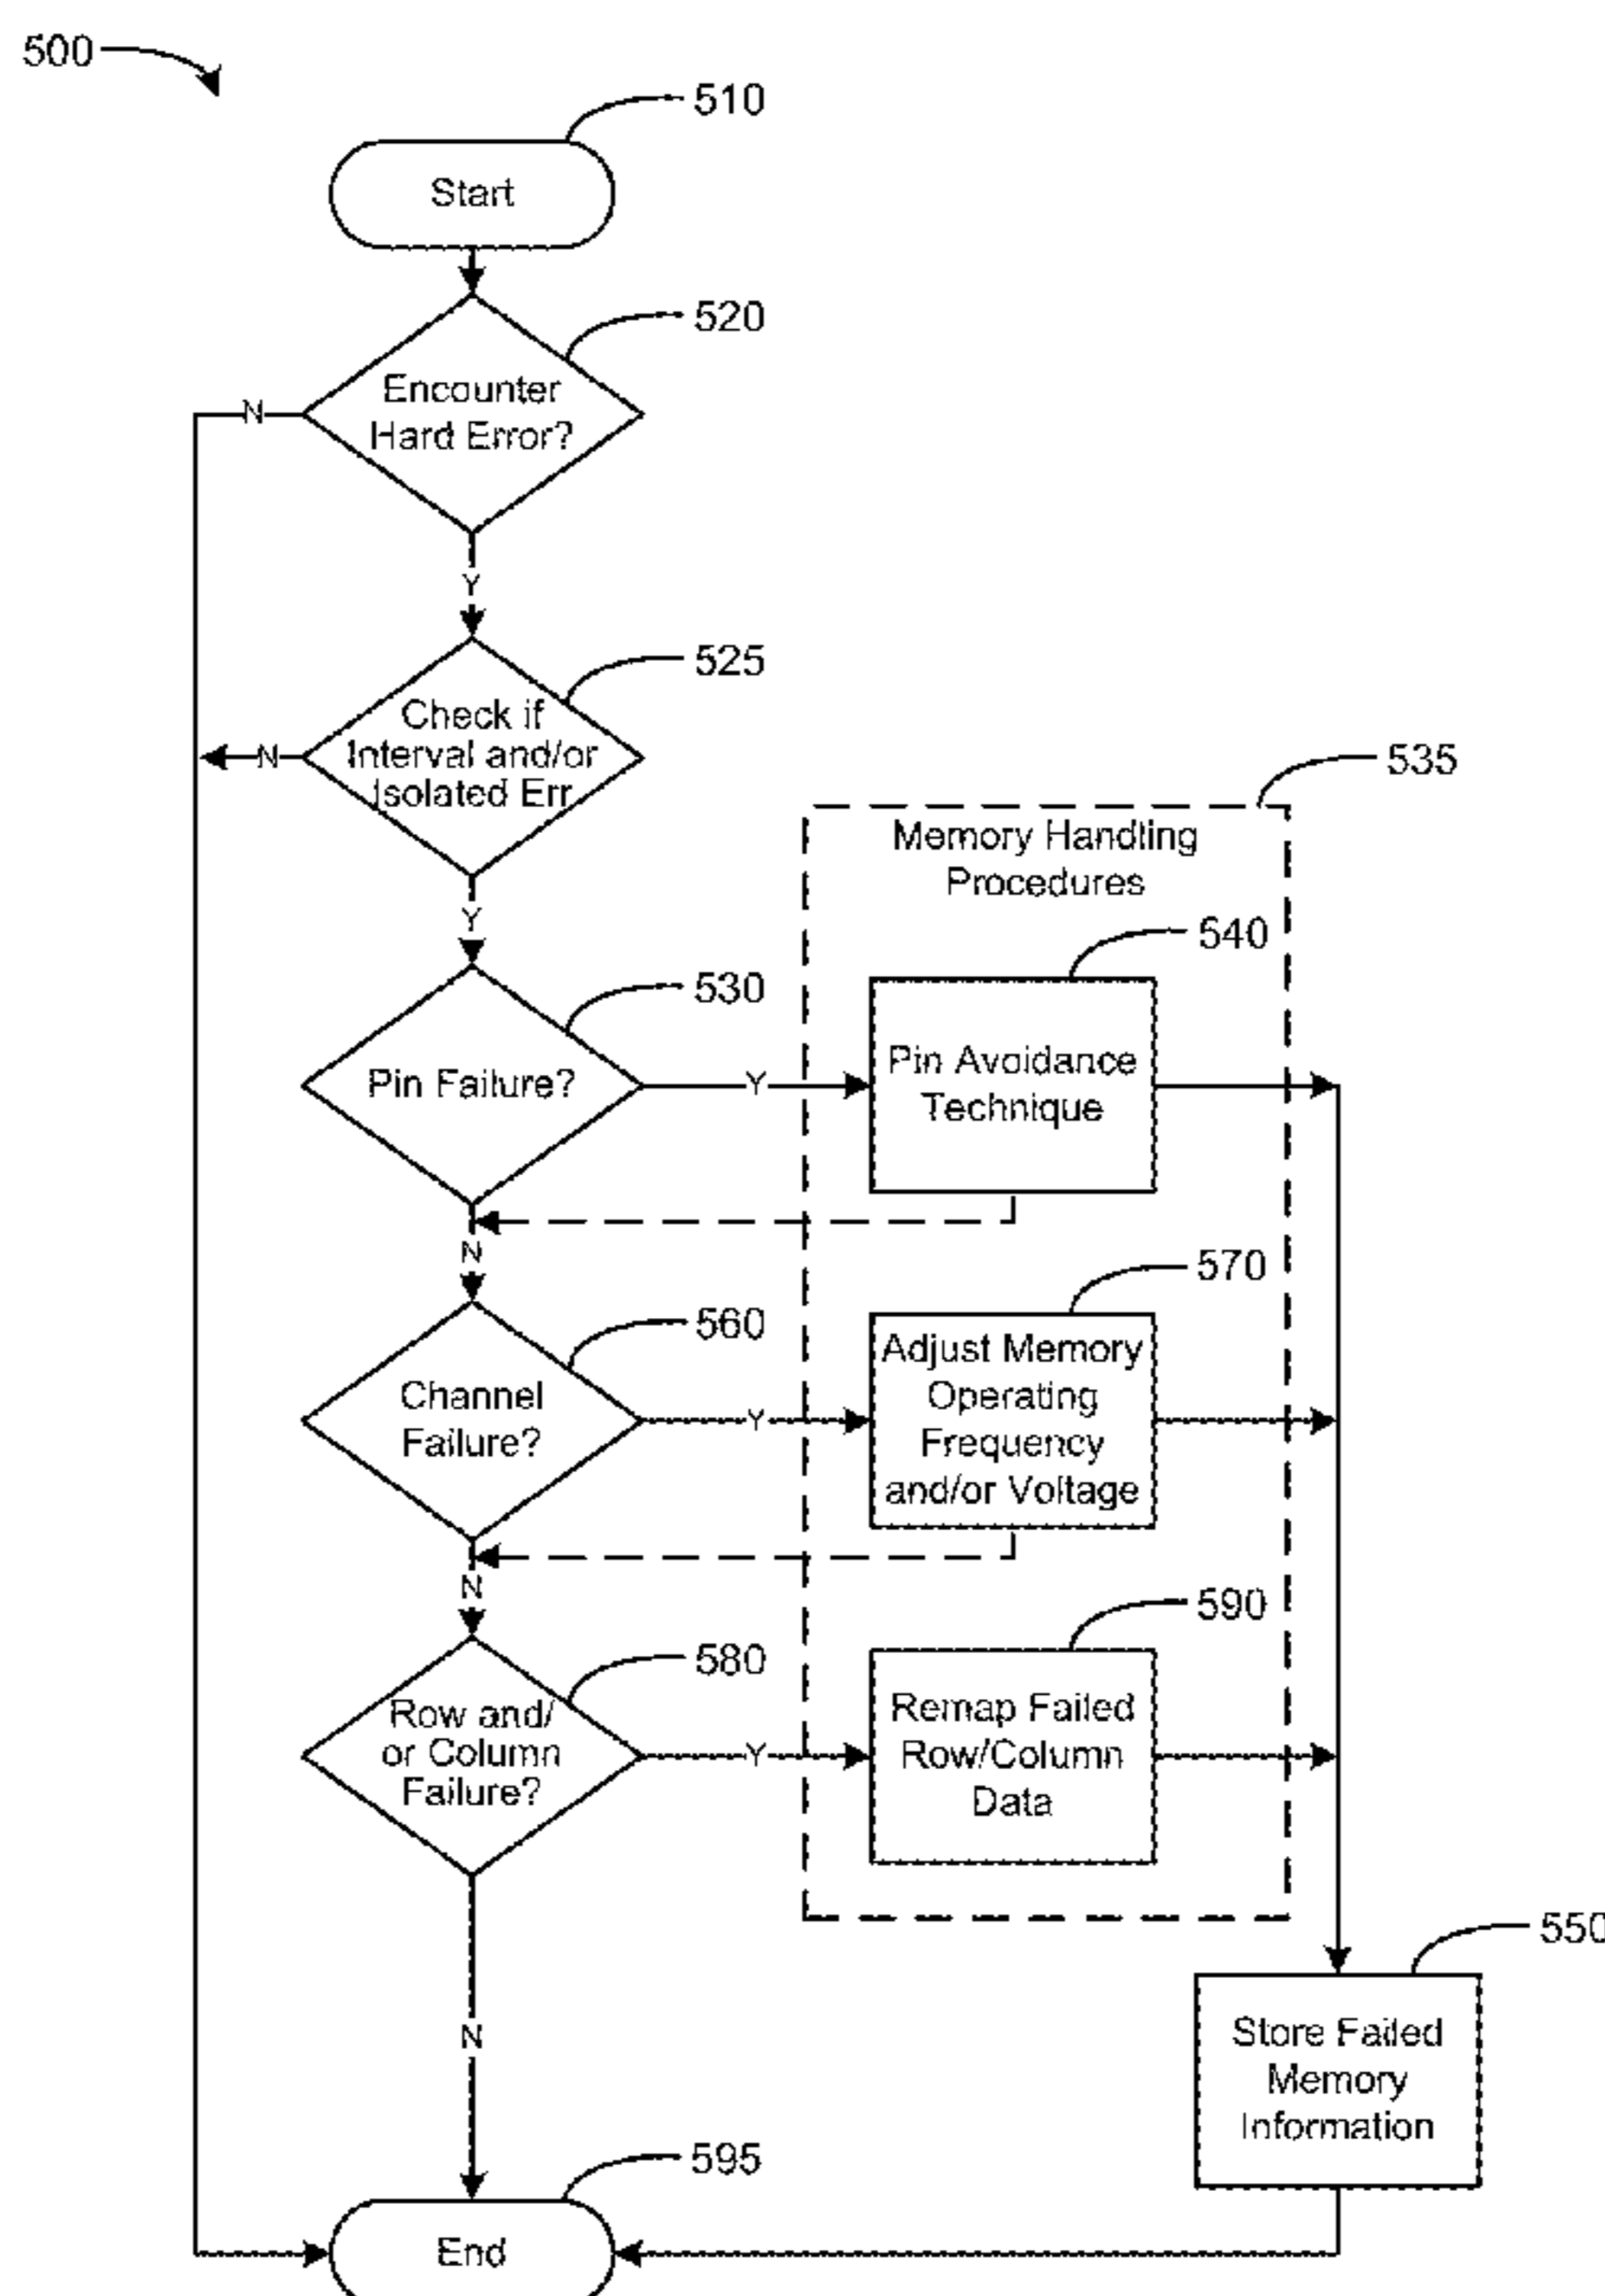 500
510
Start
520
Encounter
Hard Error?
N
Y
525
Check if
Interval and/or
Isolated Err
N
Y
535
Memory Handling
Procedures
530
Pin Failure?
Y
540
Pin Avoidance
Technique
N
560
Channel
Failure?
Y
570
Adjust Memory
Operating
Frequency
and/or Voltage
N
580
Row and/
or Column
Failure?
Y
590
Remap Failed
Row/Column
Data
N
550
Store Failed
Memory
Information
595
End